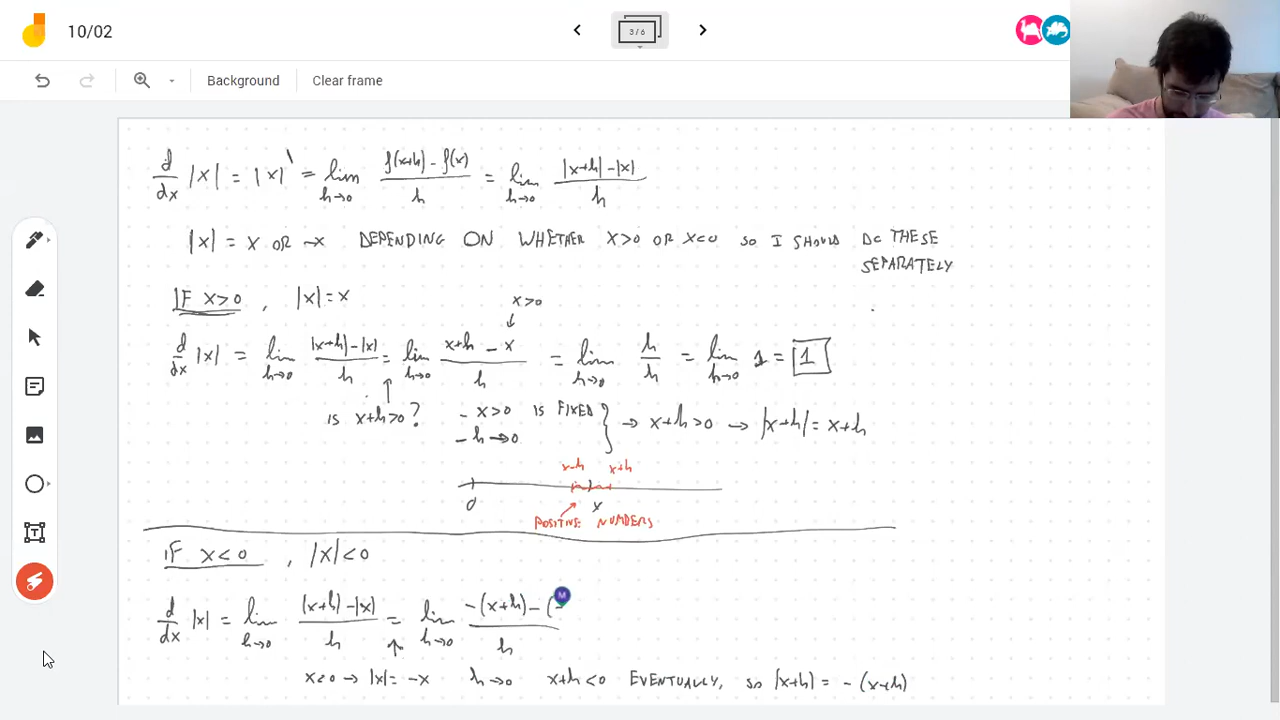 10/02
3/6
Background
Clear frame
d/dx |x| = |x|' = lim h→0 f(x+h) - f(x) / h = lim h→0 |x+h| - |x| / h
|x| = x OR -x DEPENDING ON WHETHER x>0 OR x<0 SO I SHOULD DO THESE
SEPARATELY
IF x>0 , |x| = x
x>0
↓
d/dx |x| = lim h→0 |x+h| - |x| / h = lim h→0 x+h - x / h = lim h→0 h/h = lim h→0 1 = 1
IS x+h>0? - x>0 IS FIXED } → x+h>0 → |x+h| = x+h
- h→0
x-h x+h
0 x
POSITIVE NUMBERS
IF x<0 , |x|<0
d/dx |x| = lim h→0 |x+h| - |x| / h = lim h→0 -(x+h) - (- / h
M
x<0 → |x| = -x h→0 x+h<0 EVENTUALLY, SO |x+h| = -(x+h)